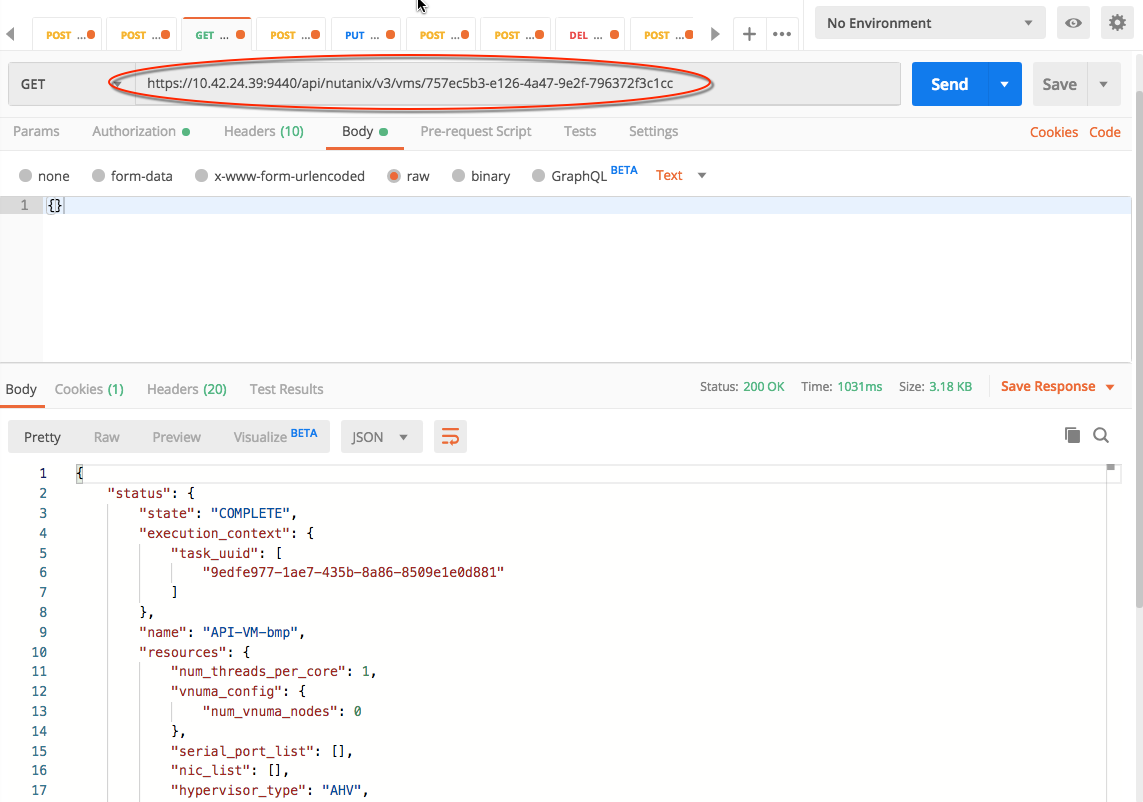 POST ... POST ... GET ... POST ... PUT ... POST ... POST ... DEL ... POST ... + ••• No Environment
GET https://10.42.24.39:9440/api/nutanix/v3/vms/757ec5b3-e126-4a47-9e2f-796372f3c1cc Send Save
Params Authorization Headers (10) Body Pre-request Script Tests Settings Cookies Code
none form-data x-www-form-urlencoded raw binary GraphQL BETA Text
1 {}
Body Cookies (1) Headers (20) Test Results Status: 200 OK Time: 1031ms Size: 3.18 KB Save Response
Pretty Raw Preview Visualize BETA JSON
1 {
2 "status": {
3 "state": "COMPLETE",
4 "execution_context": {
5 "task_uuid": [
6 "9edfe977-1ae7-435b-8a86-8509e1e0d881"
7 ]
8 },
9 "name": "API-VM-bmp",
10 "resources": {
11 "num_threads_per_core": 1,
12 "vnuma_config": {
13 "num_vnuma_nodes": 0
14 },
15 "serial_port_list": [],
16 "nic_list": [],
17 "hypervisor_type": "AHV",